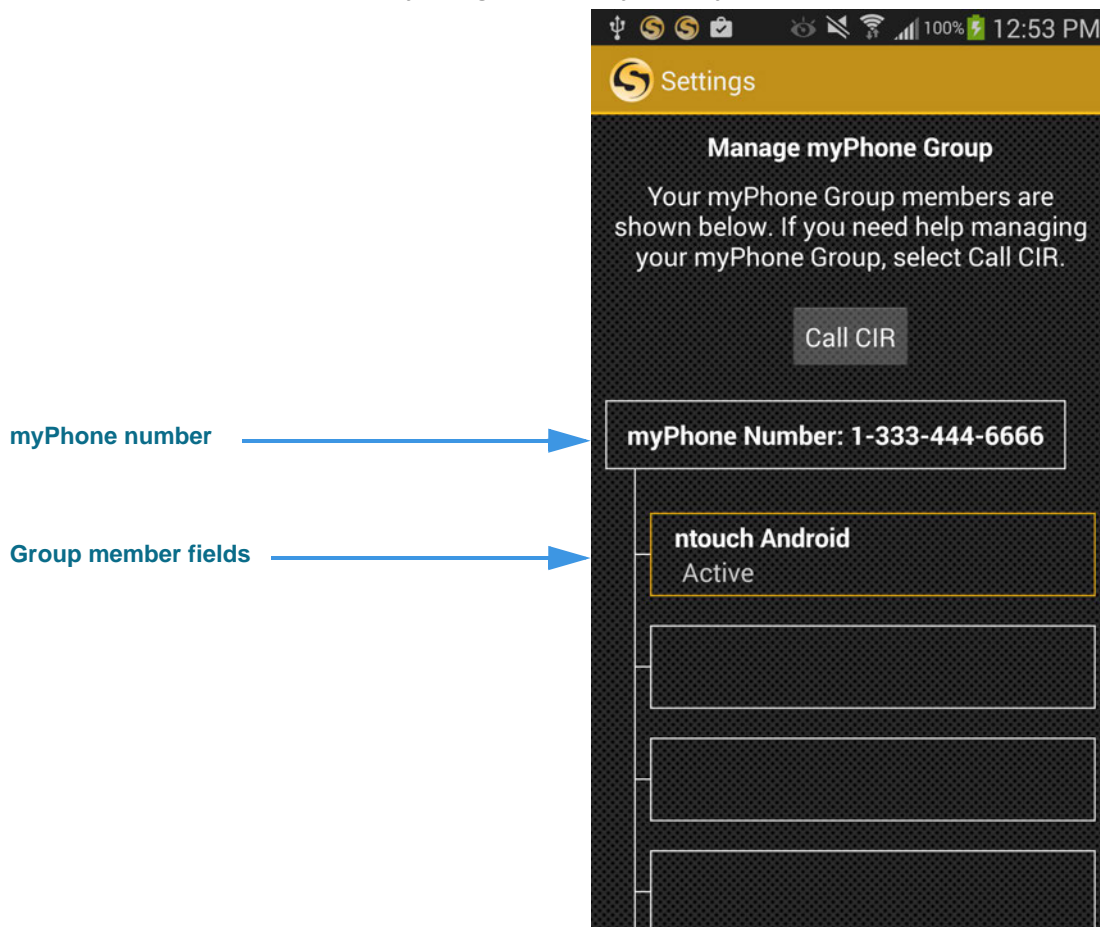 100% 12:53 PM
Settings
Manage myPhone Group
Your myPhone Group members are
shown below. If you need help managing
your myPhone Group, select Call CIR.
Call CIR
myPhone number
myPhone Number: 1-333-444-6666
Group member fields
ntouch Android
Active